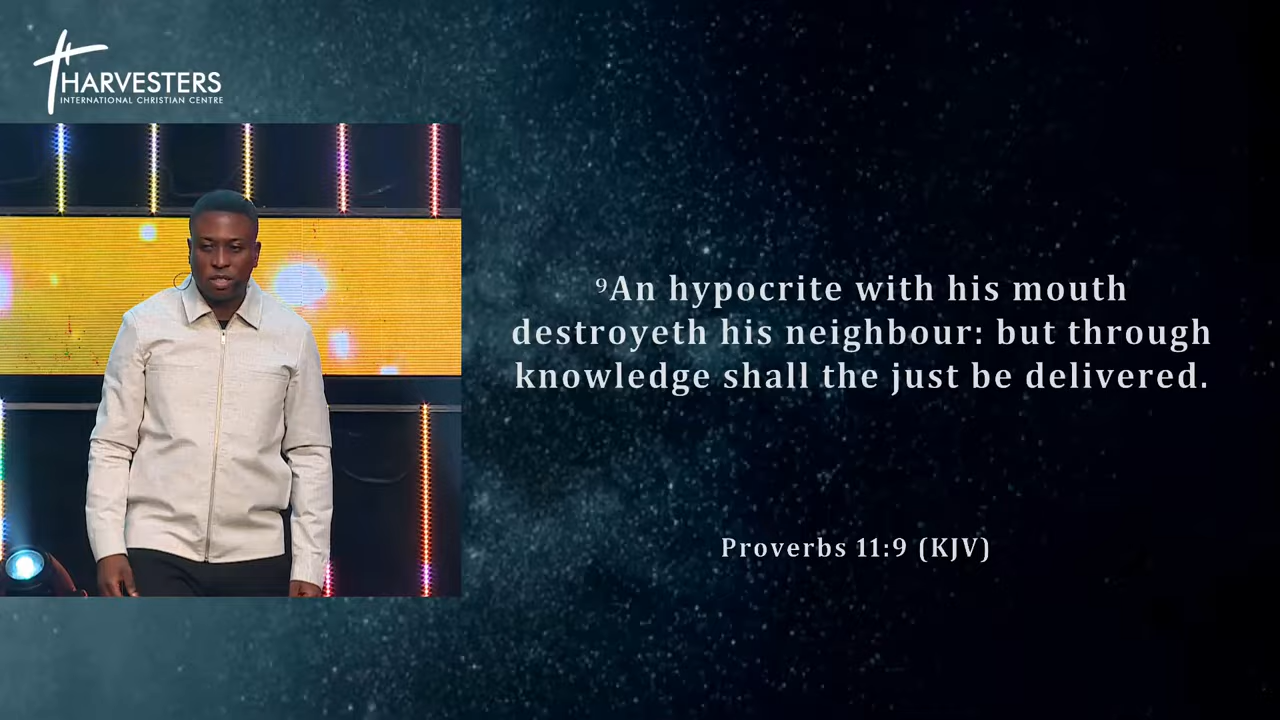 HARVESTERS
INTERNATIONAL CHRISTIAN CENTRE
⁹An hypocrite with his mouth
destroyeth his neighbour: but through
knowledge shall the just be delivered.
Proverbs 11:9 (KJV)